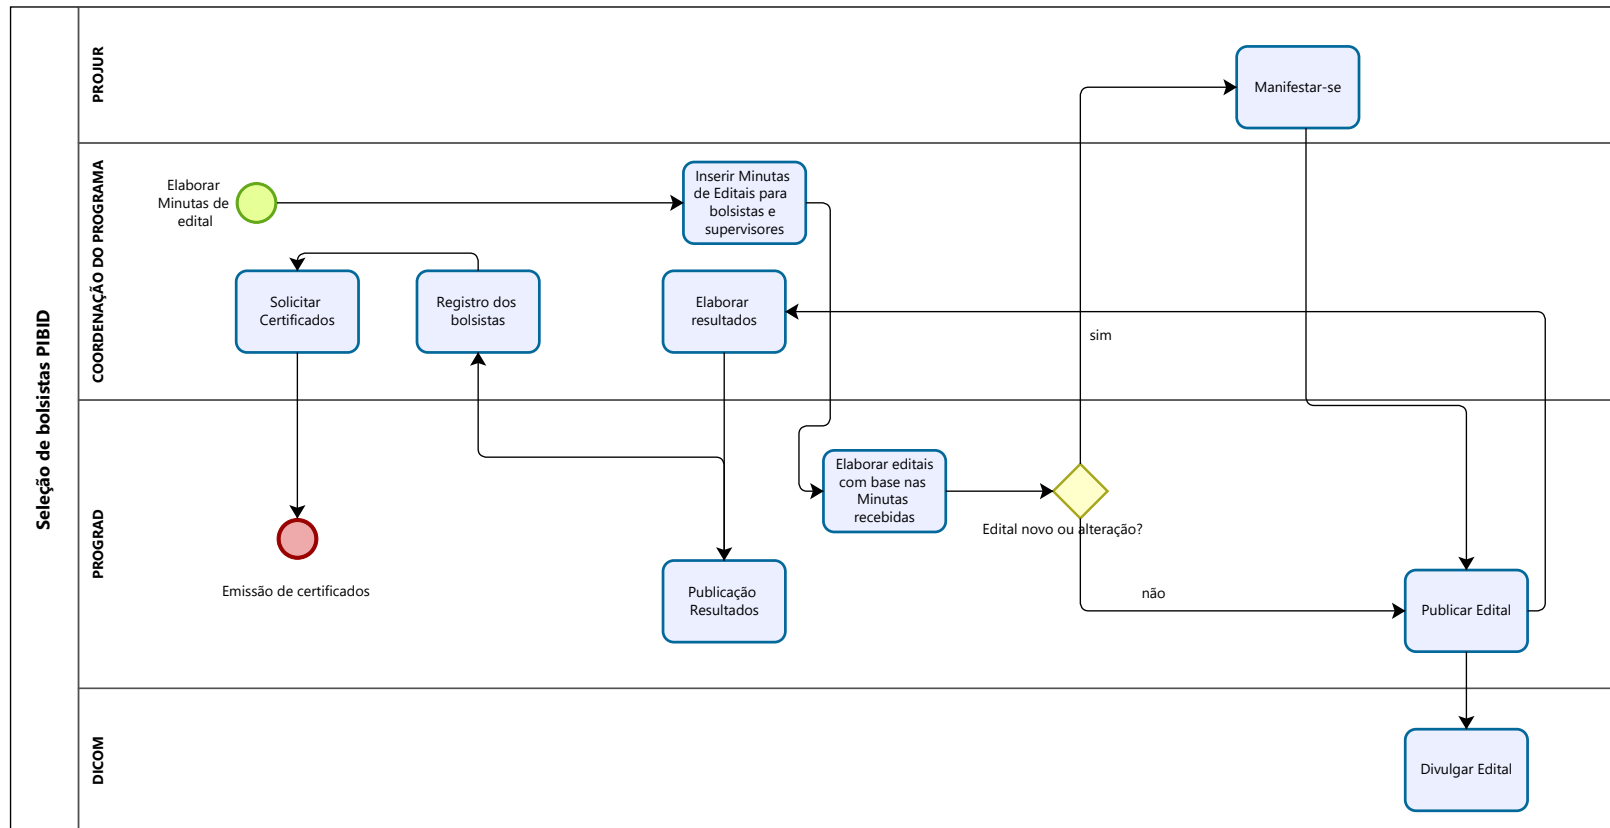 Seleção de bolsistas PIBID
PROJUR
Manifestar-se
COORDENAÇÃO DO PROGRAMA
Elaborar
Minutas de
edital
Inserir Minutas
de Editais para
bolsistas e
supervisores
Solicitar
Certificados
Registro dos
bolsistas
Elaborar
resultados
sim
PROGRAD
Elaborar editais
com base nas
Minutas
recebidas
Edital novo ou alteração?
Emissão de certificados
Publicação
Resultados
não
Publicar Edital
DICOM
Divulgar Edital